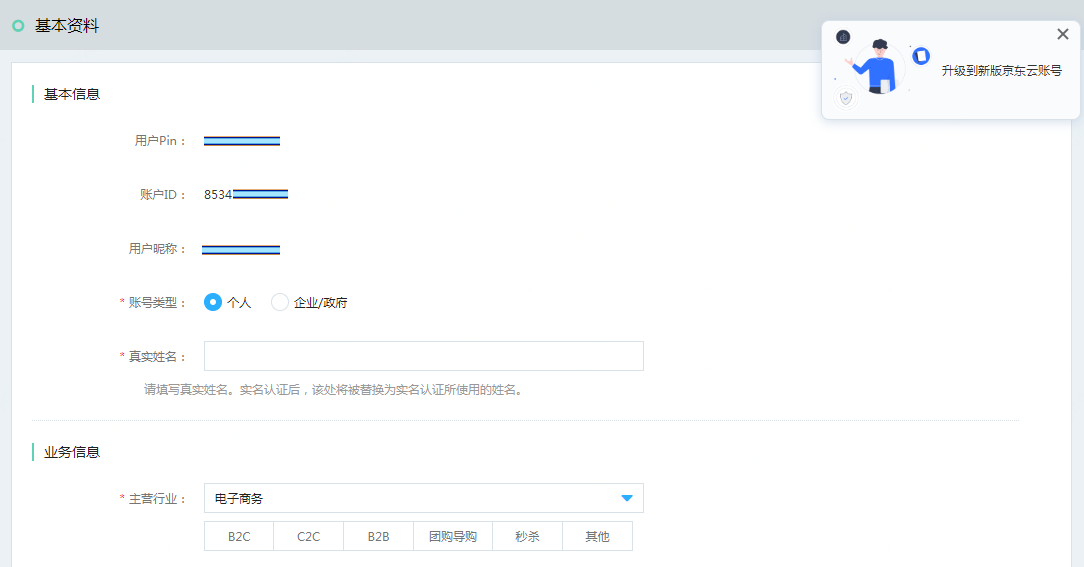 基本资料
升级到新版京东云账号
基本信息
用户Pin：
账户ID： 8534
用户昵称：
* 账号类型： 个人 企业/政府
* 真实姓名：
请填写真实姓名。实名认证后，该处将被替换为实名认证所使用的姓名。
业务信息
* 主营行业： 电子商务
B2C C2C B2B 团购导购 秒杀 其他